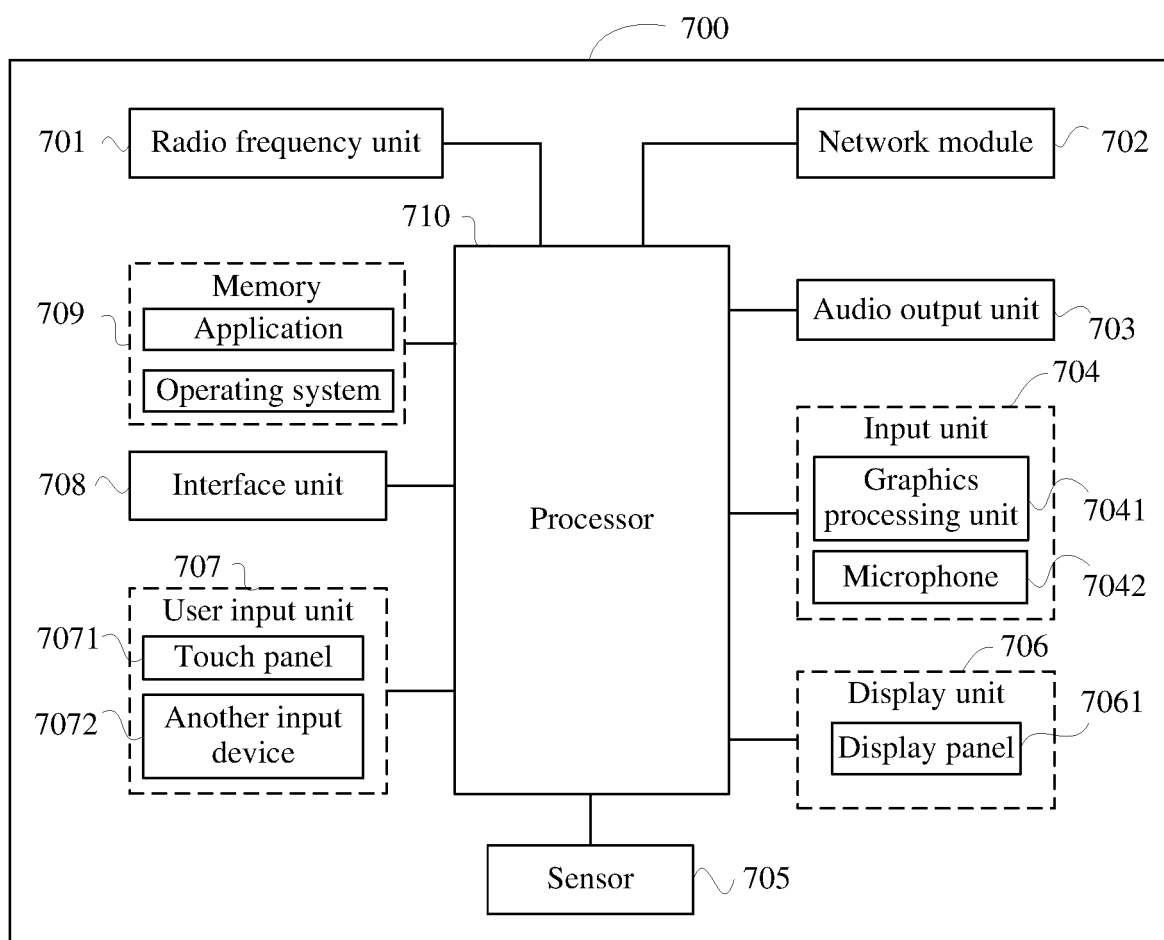 700
701
Radio frequency unit
Network module
702
710
Memory
709
Application
Operating system
Audio output unit
703
704
Input unit
Graphics
processing unit
7041
Microphone
7042
708
Interface unit
Processor
707
User input unit
7071
Touch panel
7072
Another input
device
706
Display unit
7061
Display panel
Sensor
705